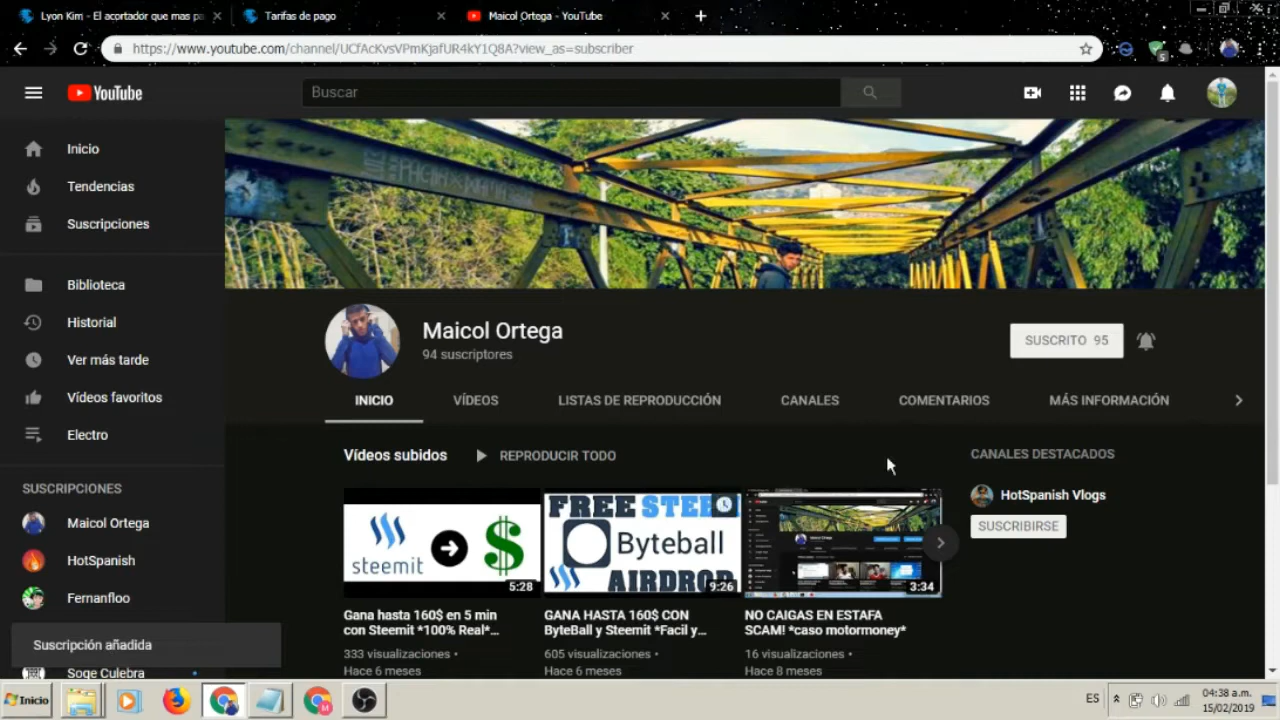 Lyon Kim - El acortador que mas pa
Tarifas de pago
Maicol Ortega - YouTube
https://www.youtube.com/channel/UCfAcKvsVPmKjafUR4kY1Q8A?view_as=subscriber
5
YouTube
Buscar
Inicio
Tendencias
Suscripciones
Biblioteca
Historial
Ver más tarde
Vídeos favoritos
Electro
SUSCRIPCIONES
Maicol Ortega
HotSpanish
Fernanfloo
Soge Culebra
Suscripción añadida
Maicol Ortega
94 suscriptores
SUSCRITO 95
INICIO
VÍDEOS
LISTAS DE REPRODUCCIÓN
CANALES
COMENTARIOS
MÁS INFORMACIÓN
Vídeos subidos
REPRODUCIR TODO
steemit
$
5:28
Gana hasta 160$ en 5 min
con Steemit *100% Real*...
333 visualizaciones •
Hace 6 meses
FREE STEE
Byteball
AIRDROP
9:26
GANA HASTA 160$ CON
ByteBall y Steemit *Facil y...
605 visualizaciones •
Hace 6 meses
3:34
NO CAIGAS EN ESTAFA
SCAM! *caso motormoney*
16 visualizaciones •
Hace 8 meses
CANALES DESTACADOS
HotSpanish Vlogs
SUSCRIBIRSE
Inicio
M
ES
04:38 a.m.
15/02/2019